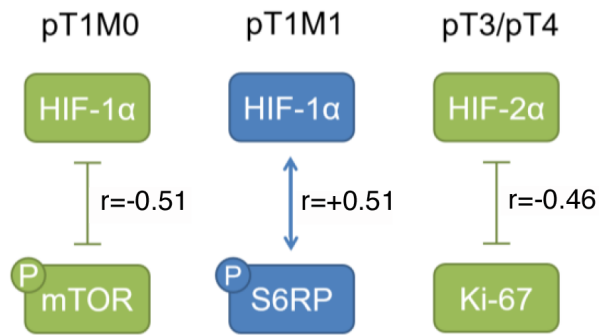 pT1M0 pT1M1 pT3/pT4
HIF-1α HIF-1α HIF-2α
r=-0.51 r=+0.51 r=-0.46
P P
mTOR S6RP Ki-67